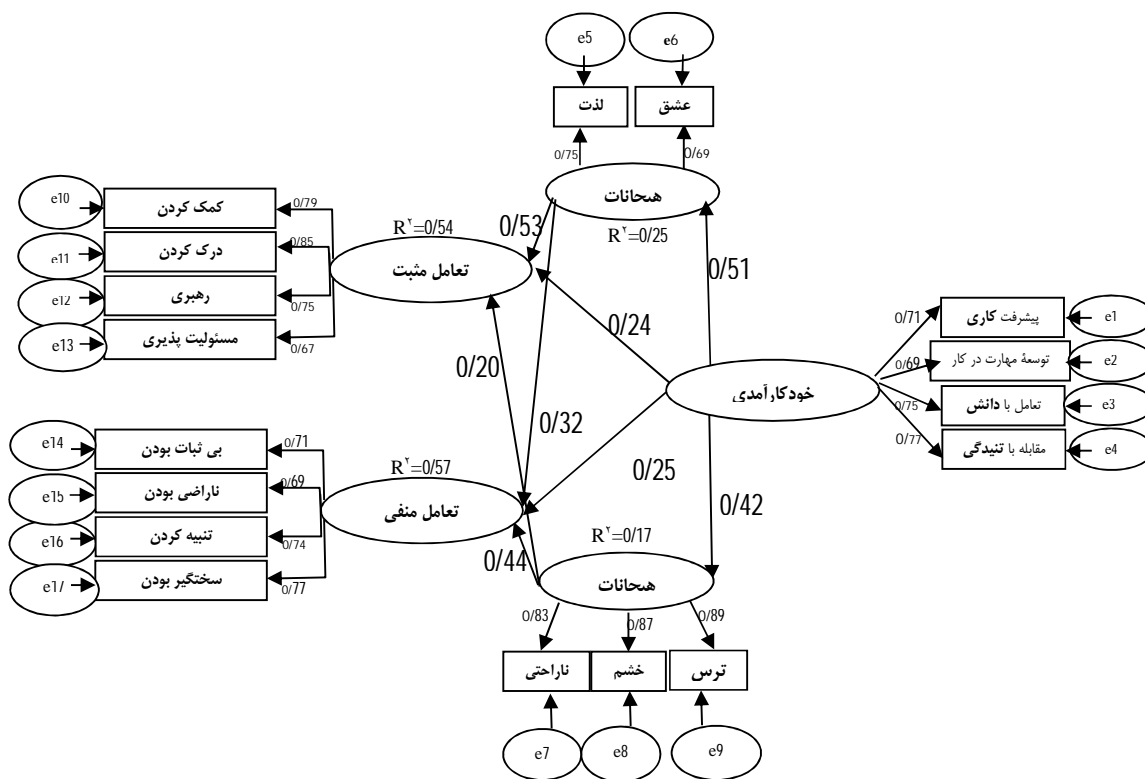 e5
e6
لذت
عشق
0/75
0/69
هیجانات
R²=0/25
e10
کمک کردن
0/79
e11
درک کردن
0/85
e12
رهبری
0/75
e13
مسئولیت پذیری
0/67
R²=0/54
تعامل مثبت
0/53
0/51
0/24
0/20
0/32
0/25
0/42
0/44
خودکارآمدی
0/71
پیشرفت کاری
e1
0/69
توسعۀ مهارت در کار
e2
0/75
تعامل با دانش
e3
0/77
مقابله با تنیدگی
e4
e14
بی ثبات بودن
0/71
e15
ناراضی بودن
0/69
e16
تنبیه کردن
0/74
e17
سختگیر بودن
0/77
R²=0/57
تعامل منفی
R²=0/17
هیجانات
0/83
0/87
0/89
ناراحتی
خشم
ترس
e7
e8
e9